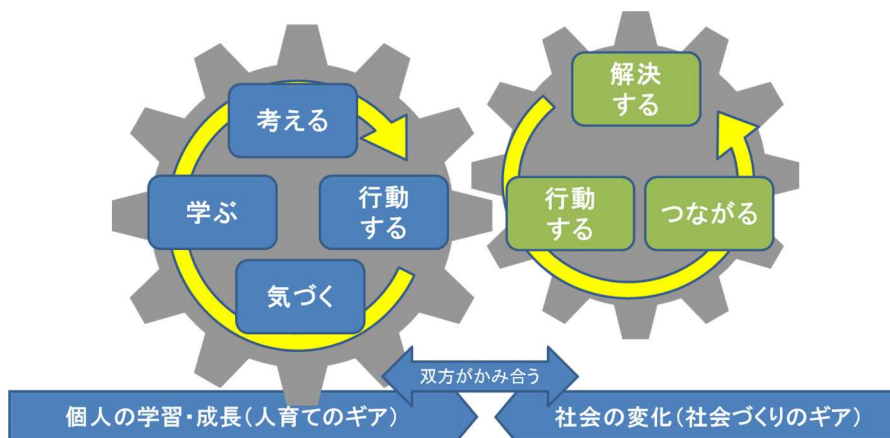 考える
学ぶ
行動
する
気づく
解決
する
行動
する
つながる
双方がかみ合う
個人の学習・成長(人育てのギア)
社会の変化(社会づくりのギア)